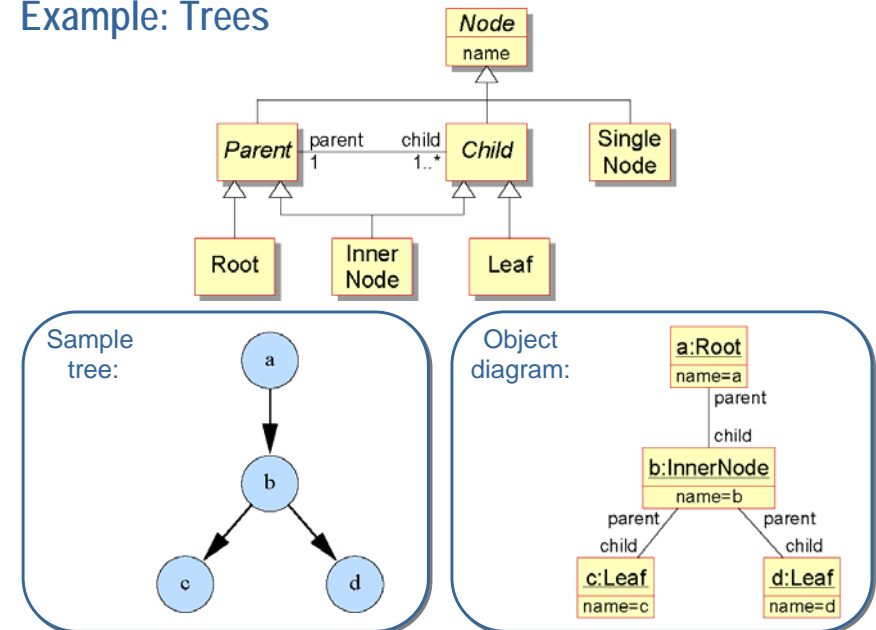 Example: Trees
Node
name
Parent
parent
1
child
1..*
Child
Single
Node
Root
Inner
Node
Leaf
Sample
tree:
a
b
c
d
Object
diagram:
a:Root
name=a
parent
child
b:InnerNode
name=b
parent
parent
child
child
c:Leaf
name=c
d:Leaf
name=d